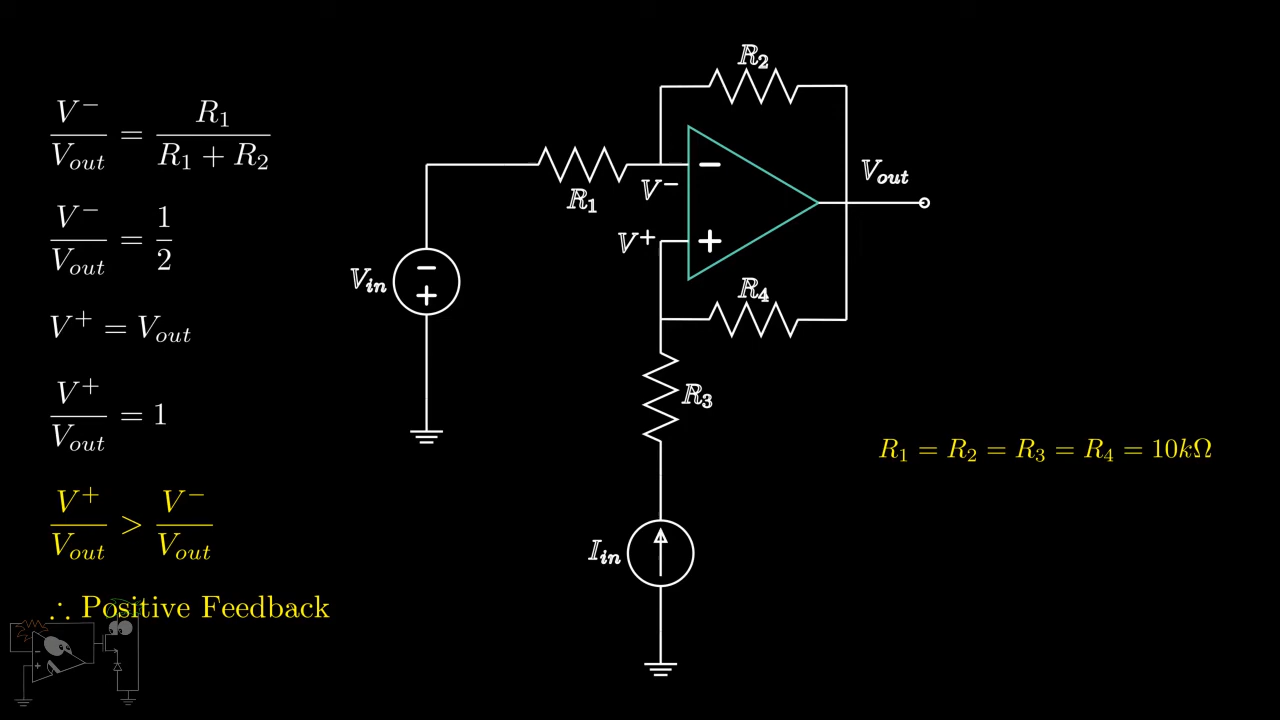 V⁻/V_out = R₁/(R₁ + R₂)
V⁻/V_out = 1/2
V⁺ = V_out
V⁺/V_out = 1
V⁺/V_out > V⁻/V_out
∴ Positive Feedback
R₂
R₁
V⁻
V⁺
V_out
V_in
R₄
R₃
I_in
R₁ = R₂ = R₃ = R₄ = 10kΩ